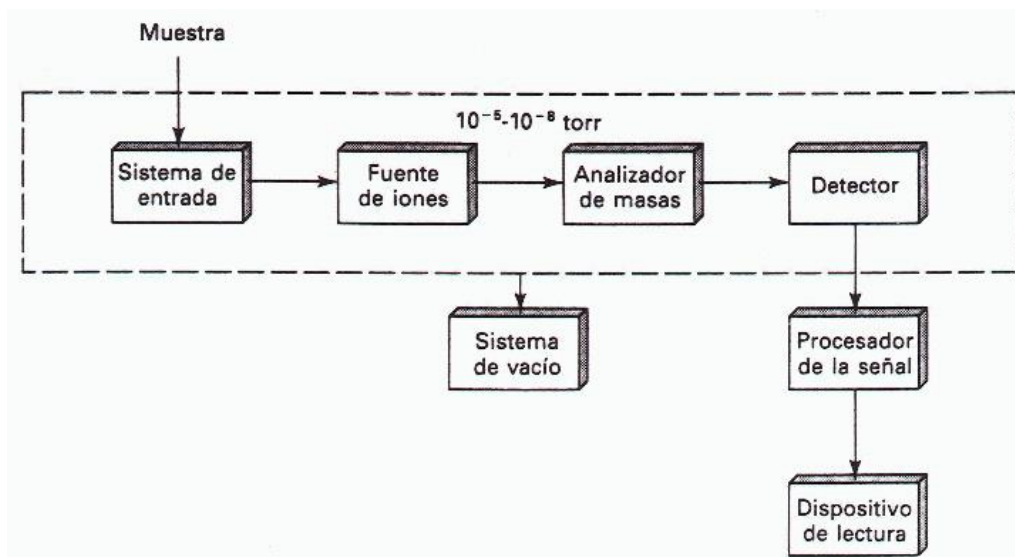 Muestra
10⁻⁵-10⁻⁸ torr
Sistema de
entrada
Fuente
de iones
Analizador
de masas
Detector
Sistema
de vacío
Procesador
de la señal
Dispositivo
de lectura